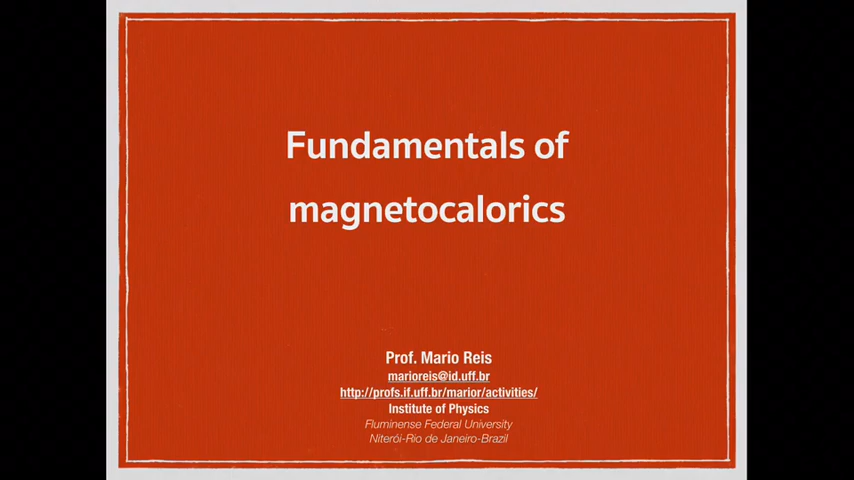 Fundamentals of
magnetocalorics
Prof. Mario Reis
marioreis@id.uff.br
http://profs.if.uff.br/marior/activities/
Institute of Physics
Fluminense Federal University
Niterói-Rio de Janeiro-Brazil